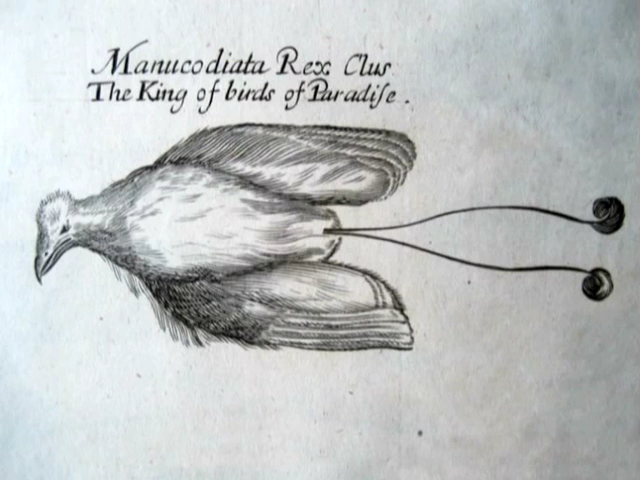 Manucodiata Rex Clus
The King of birds of Paradiſe.